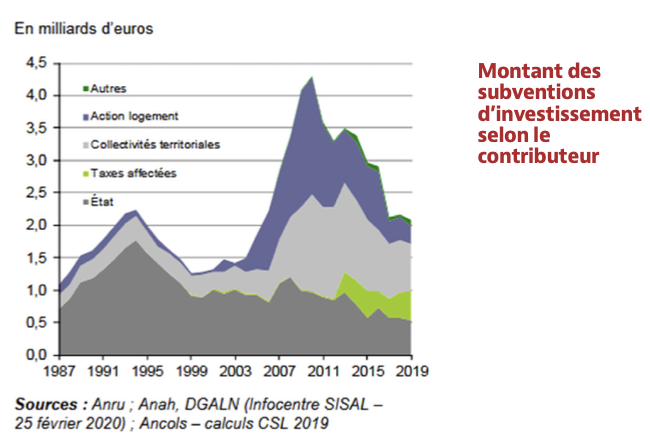 En milliards d'euros
Montant des
subventions
d'investissement
selon le
contributeur
4,5
4,0
3,5
3,0
2,5
2,0
1,5
1,0
0,5
0,0
Autres
Action logement
Collectivités territoriales
Taxes affectées
État
1987 1991 1995 1999 2003 2007 2011 2015 2019
Sources : Anru ; Anah, DGALN (Infocentre SISAL –
25 février 2020) ; Ancols – calculs CSL 2019